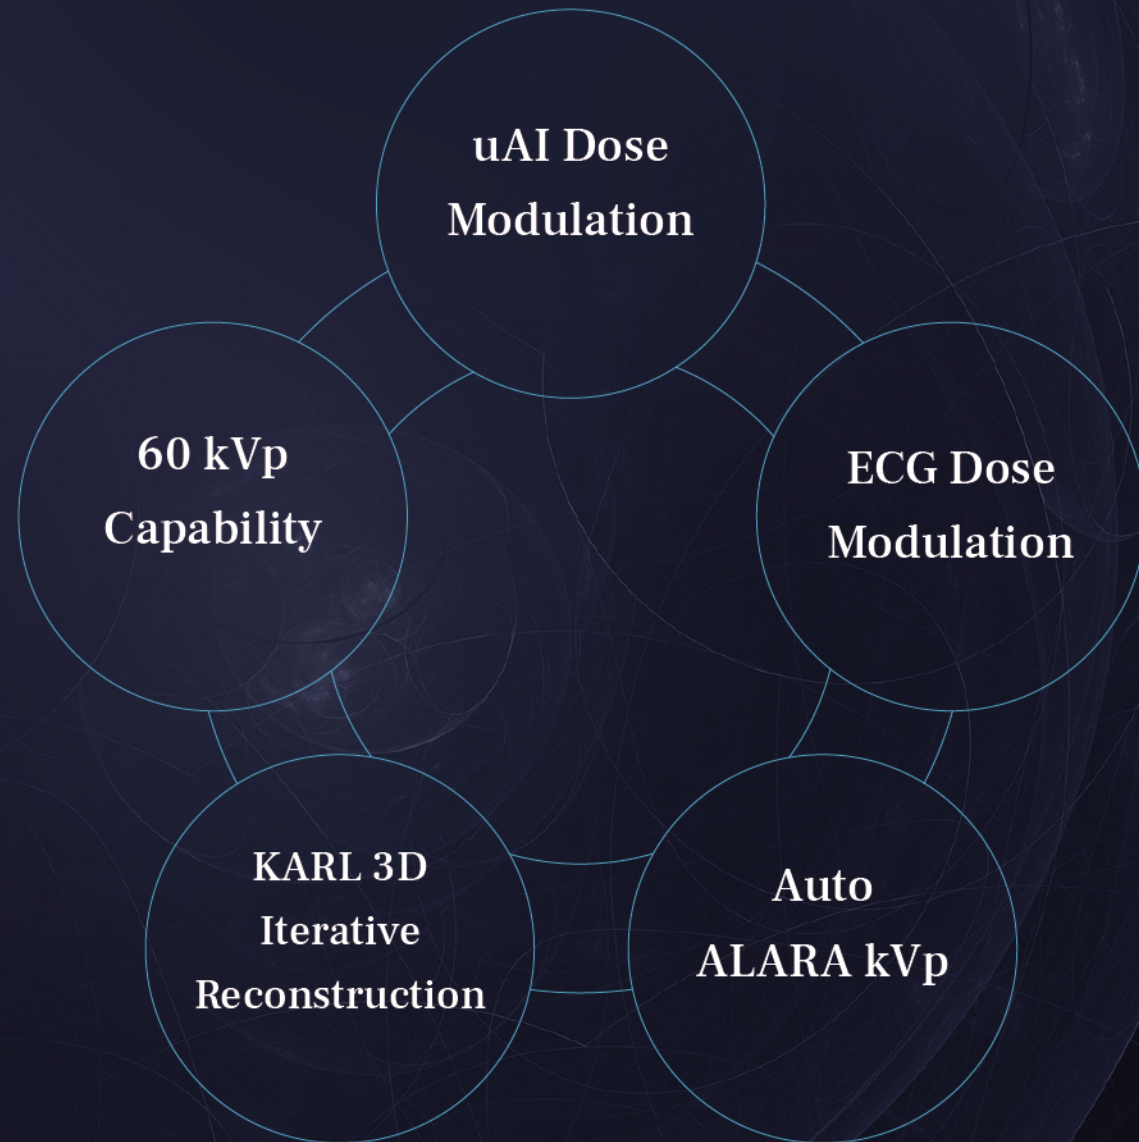 uAI Dose
Modulation
60 kVp
Capability
ECG Dose
Modulation
KARL 3D
Iterative
Reconstruction
Auto
ALARA kVp